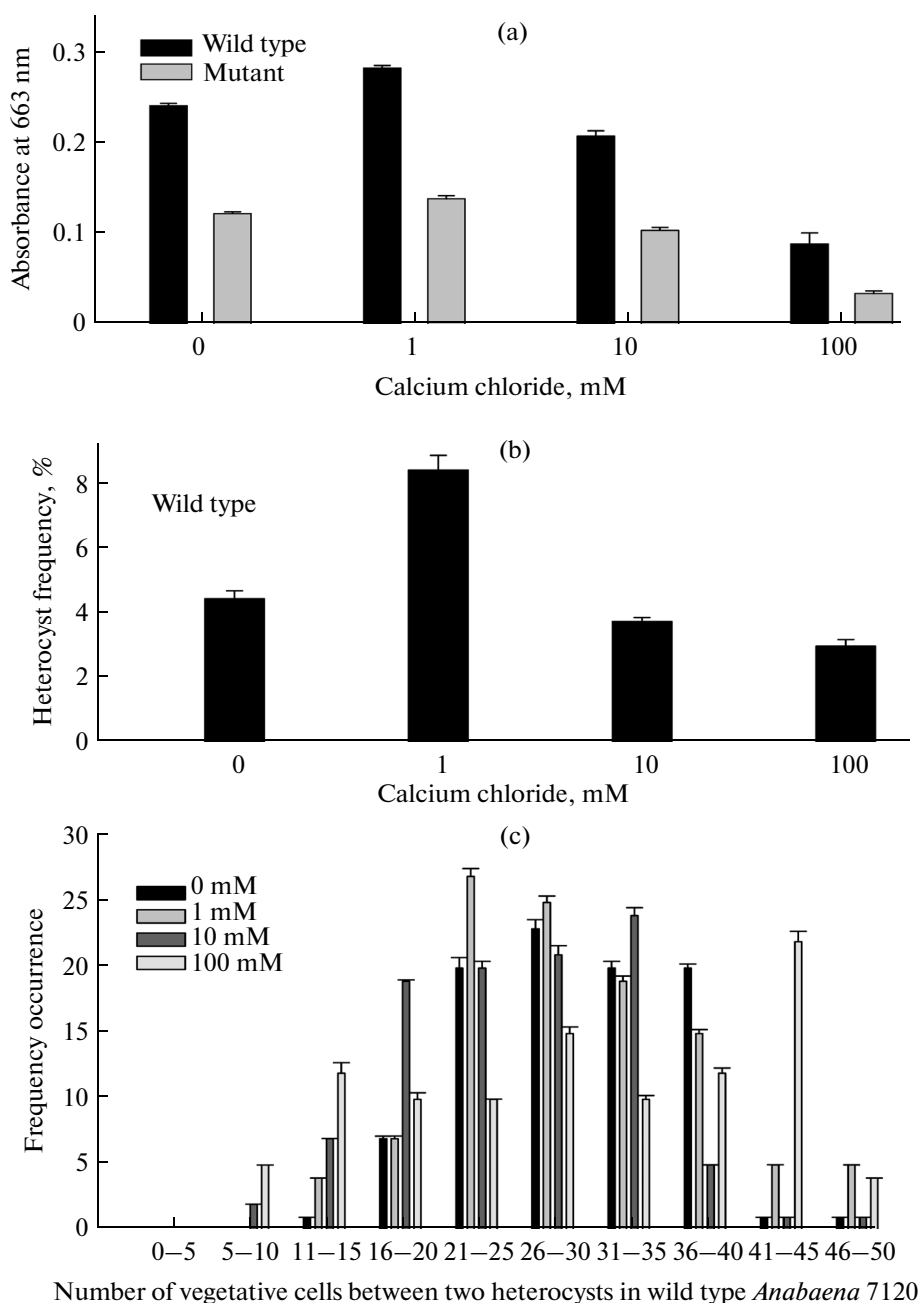 (a)
Wild type
Mutant
Absorbance at 663 nm
0.3
0.2
0.1
0
0 1 10 100
Calcium chloride, mM
(b)
Wild type
Heterocyst frequency, %
8
6
4
2
0
0 1 10 100
Calcium chloride, mM
(c)
0 mM
1 mM
10 mM
100 mM
Frequency occurrence
30
25
20
15
10
5
0
0–5 5–10 11–15 16–20 21–25 26–30 31–35 36–40 41–45 46–50
Number of vegetative cells between two heterocysts in wild type Anabaena 7120